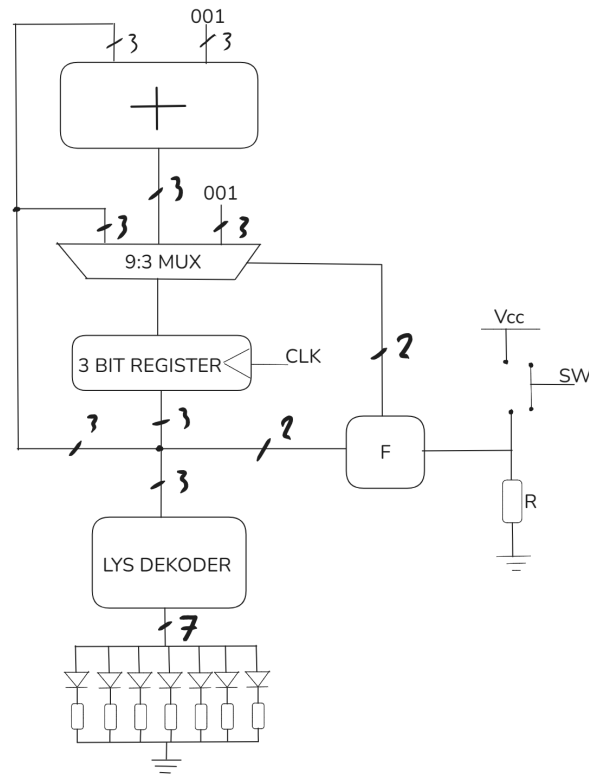 001
3
3
+
3
001
3
3
9:3 MUX
Vcc
2
CLK
SW
3 BIT REGISTER
3
3
2
F
3
R
LYS DEKODER
7